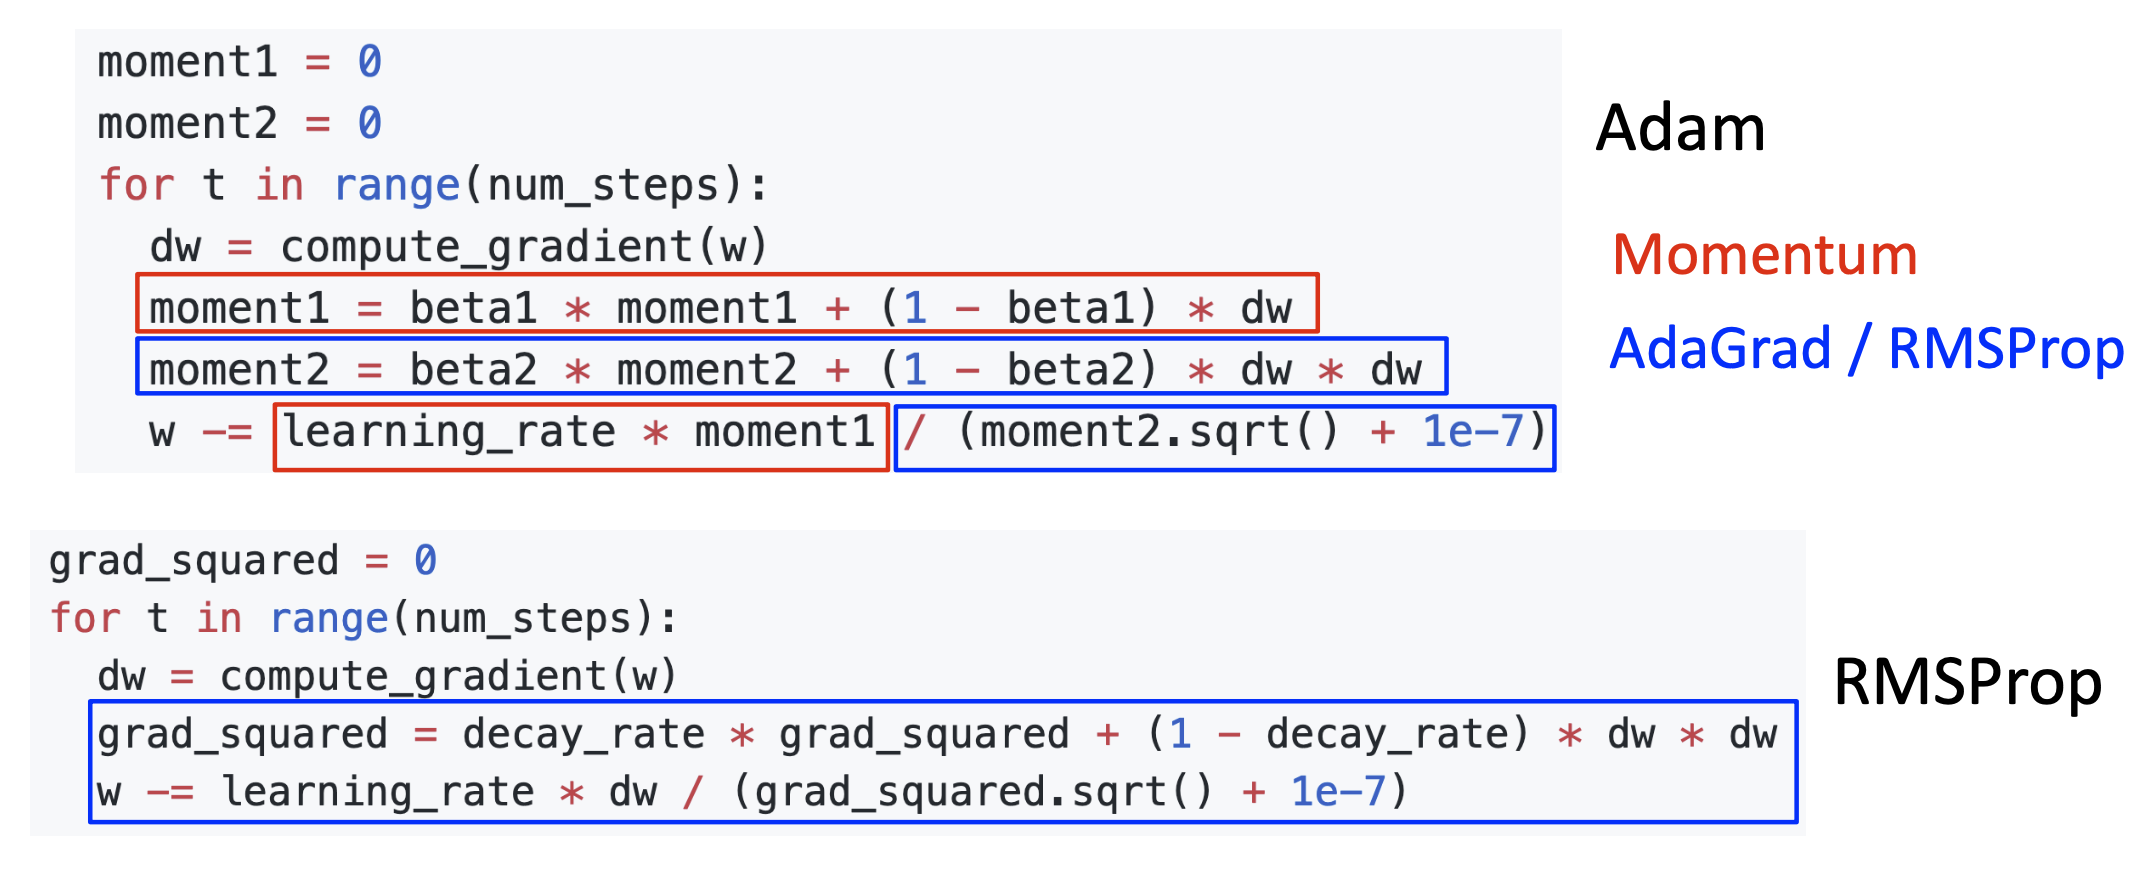 moment1 = 0
moment2 = 0
for t in range(num_steps):
  dw = compute_gradient(w)
  moment1 = beta1 * moment1 + (1 - beta1) * dw
  moment2 = beta2 * moment2 + (1 - beta2) * dw * dw
  w -= learning_rate * moment1 / (moment2.sqrt() + 1e-7)
Adam
Momentum
AdaGrad / RMSProp
grad_squared = 0
for t in range(num_steps):
  dw = compute_gradient(w)
  grad_squared = decay_rate * grad_squared + (1 - decay_rate) * dw * dw
  w -= learning_rate * dw / (grad_squared.sqrt() + 1e-7)
RMSProp